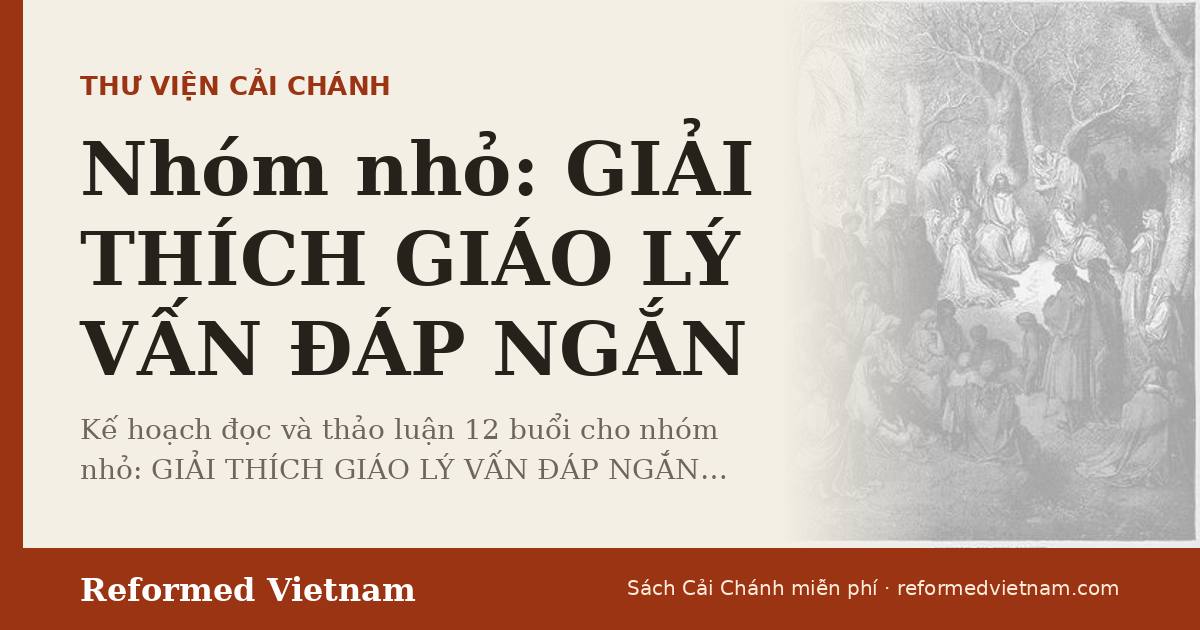 THƯ VIỆN CẢI CHÁNH
Nhóm nhỏ: GIẢI
THÍCH GIÁO LÝ
VẤN ĐÁP NGẮN
Kế hoạch đọc và thảo luận 12 buổi cho nhóm
nhỏ: GIẢI THÍCH GIÁO LÝ VẤN ĐÁP NGẮN...
Reformed Vietnam
Sách Cải Chánh miễn phí · reformedvietnam.com